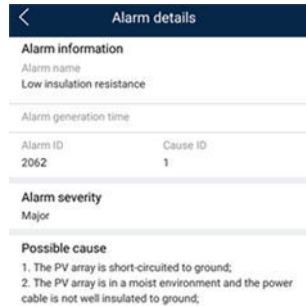 Alarm details
Alarm information
Alarm name
Low insulation resistance
Alarm generation time
Alarm ID Cause ID
2062 1
Alarm severity
Major
Possible cause
1. The PV array is short-circuited to ground;
2. The PV array is in a moist environment and the power
cable is not well insulated to ground;